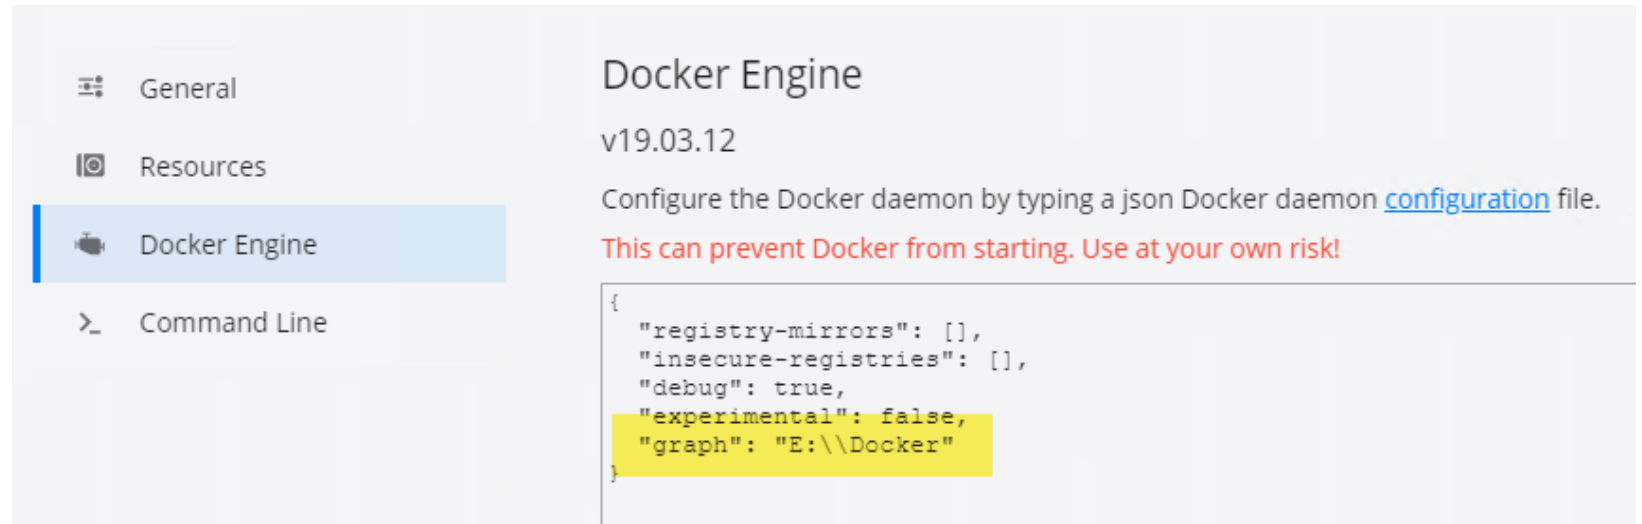 General
Resources
Docker Engine
Command Line
Docker Engine
v19.03.12
Configure the Docker daemon by typing a json Docker daemon configuration file.
This can prevent Docker from starting. Use at your own risk!
{
"registry-mirrors": [],
"insecure-registries": [],
"debug": true,
"experimental": false,
"graph": "E:\\Docker"
}